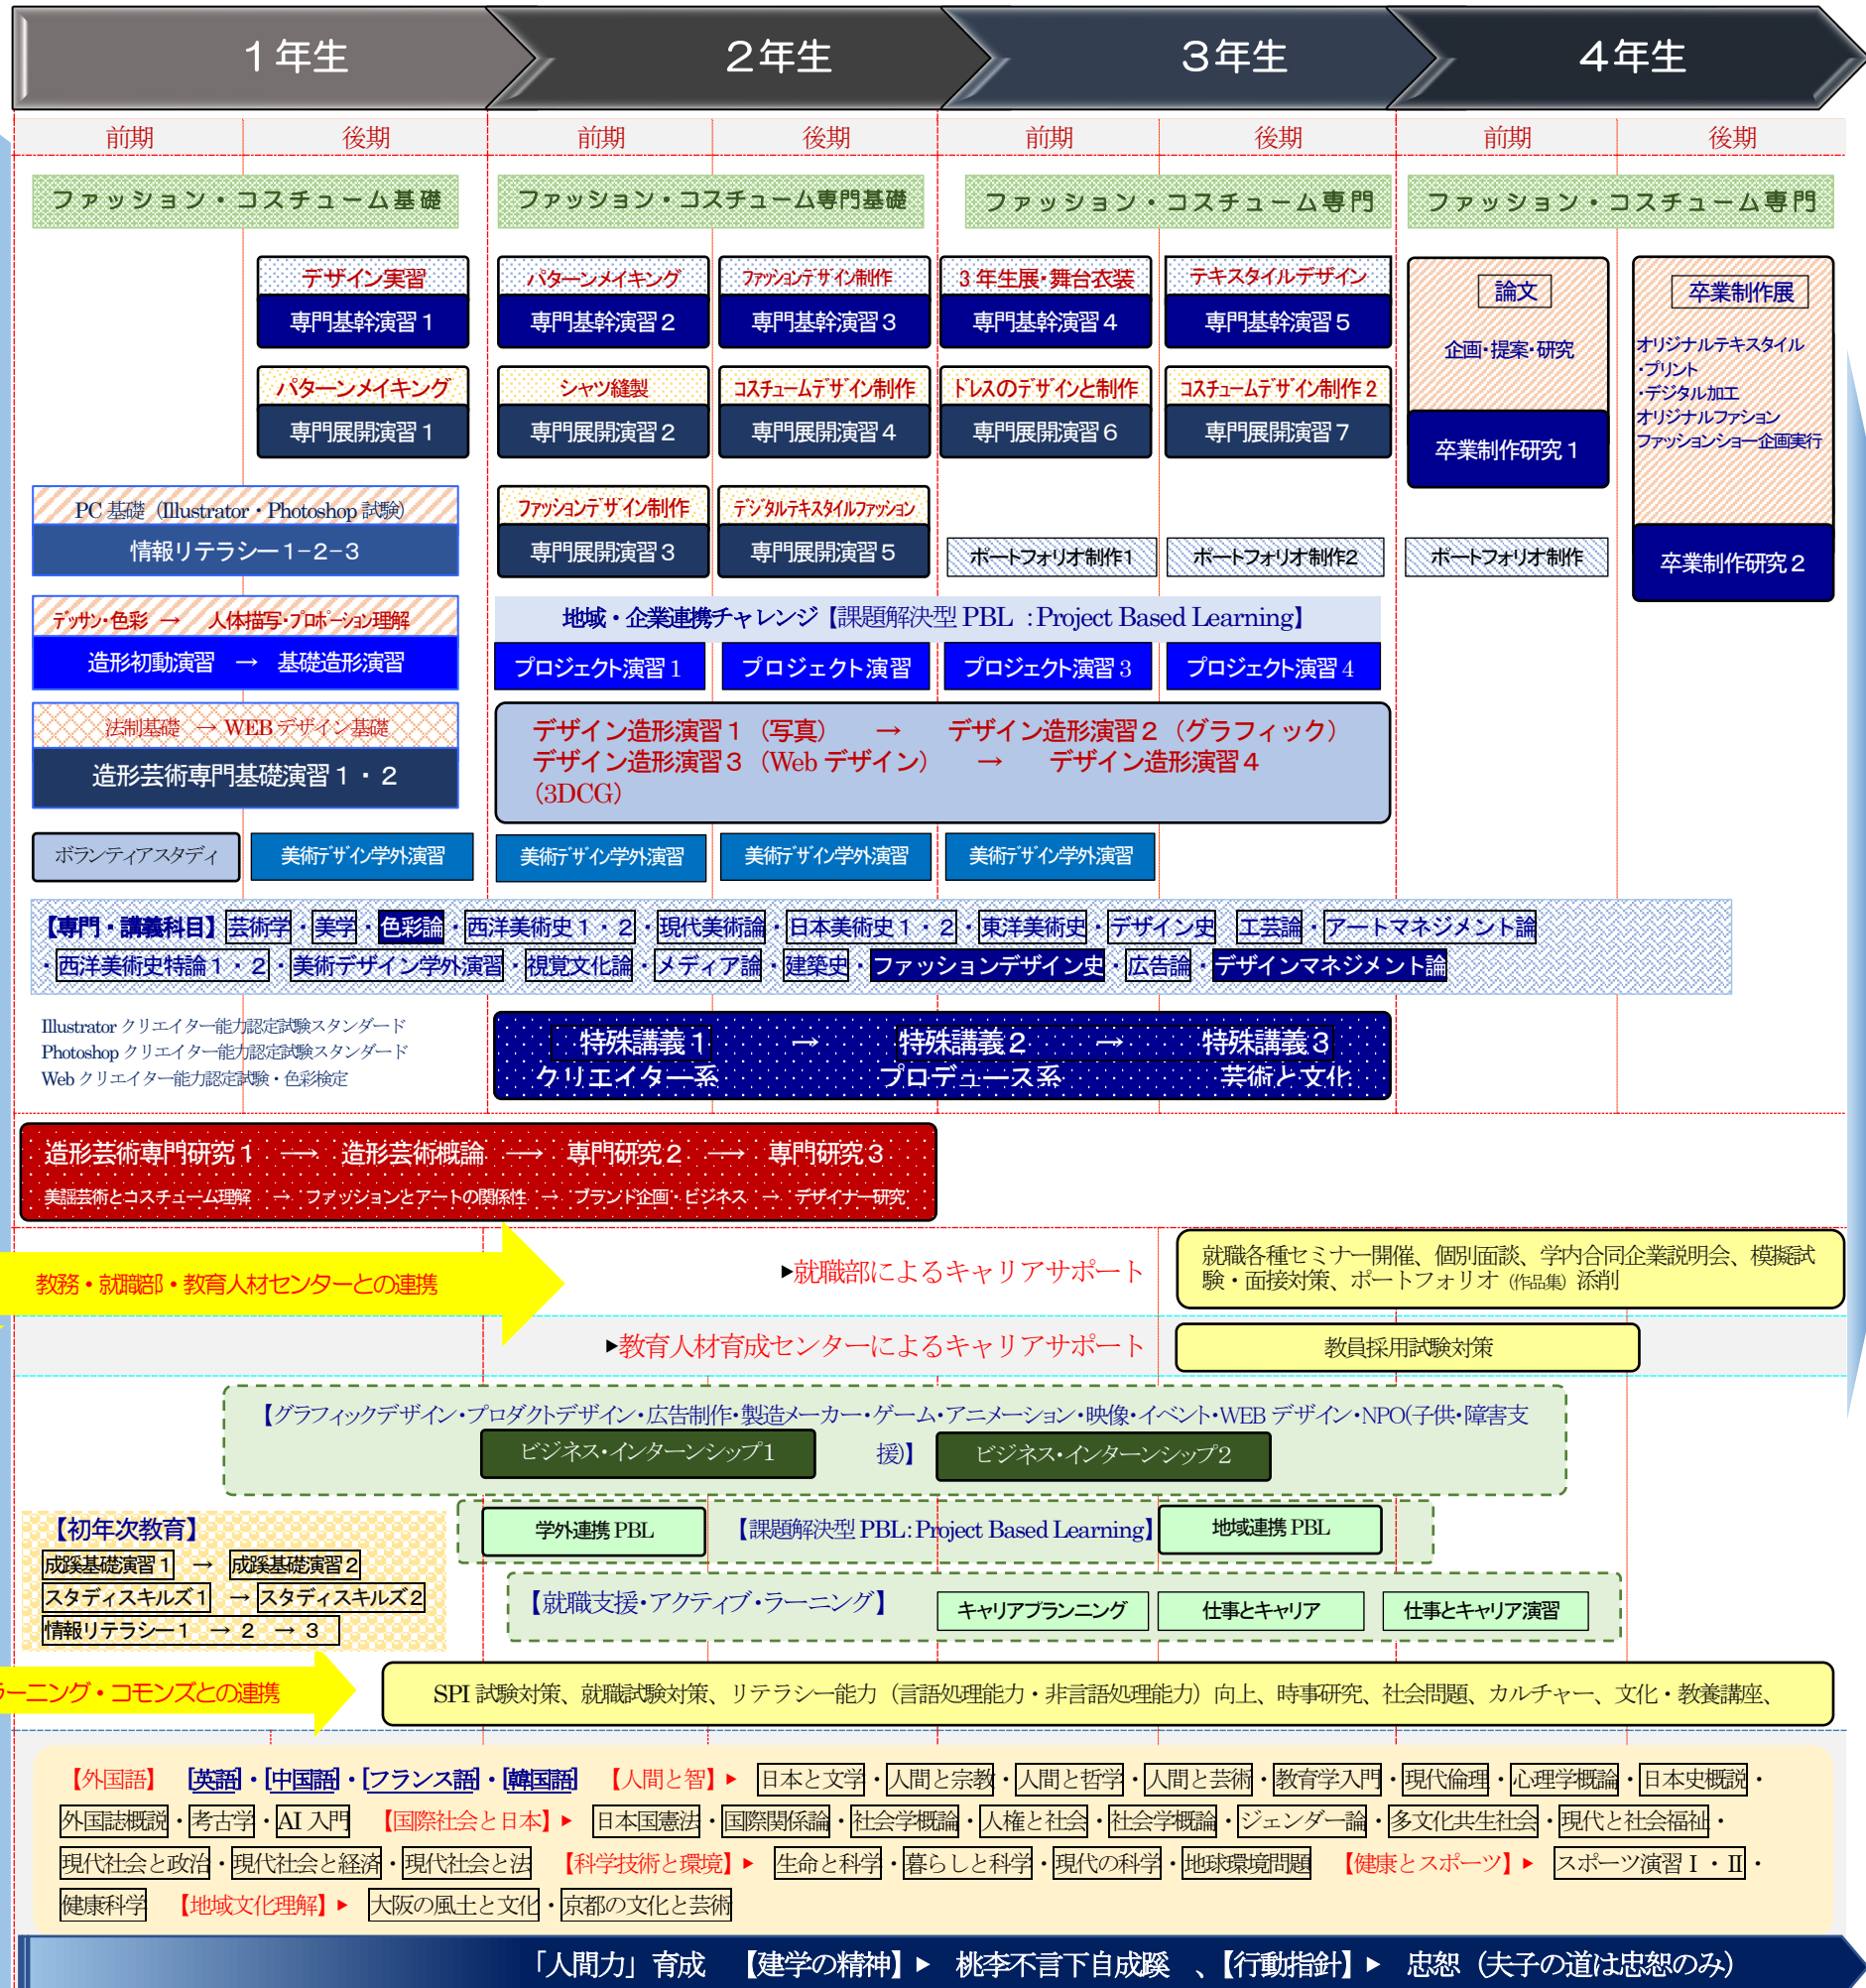 1年生 2年生 3年生 4年生
前期 後期 前期 後期 前期 後期 前期 後期
ファッション・コスチューム基礎 ファッション・コスチューム専門基礎 ファッション・コスチューム専門 ファッション・コスチューム専門
デザイン実習
専門基幹演習1
パターンメイキング
専門基幹演習2
ファッションデザイン制作
専門基幹演習3
3年生展・舞台衣装
専門基幹演習4
テキスタイルデザイン
専門基幹演習5
論文
企画・提案・研究
卒業制作研究1
卒業制作展
オリジナルテキスタイル
・プリント
・デジタル加工
オリジナルファション
ファッションショー企画実行
卒業制作研究2
パターンメイキング
専門展開演習1
シャツ縫製
専門展開演習2
コスチュームデザイン制作
専門展開演習4
ドレスのデザインと制作
専門展開演習6
コスチュームデザイン制作2
専門展開演習7
PC基礎（Illustrator・Photoshop試験）
情報リテラシー1-2-3
ファッションデザイン制作
専門展開演習3
デジタルテキスタイルファッション
専門展開演習5
ポートフォリオ制作1 ポートフォリオ制作2 ポートフォリオ制作
デッサン・色彩 → 人体描写・プロポーション理解
造形初動演習 → 基礎造形演習
地域・企業連携チャレンジ【課題解決型PBL :Project Based Learning】
プロジェクト演習1 プロジェクト演習 プロジェクト演習3 プロジェクト演習4
法制基礎 → WEBデザイン基礎
造形芸術専門基礎演習1・2
デザイン造形演習1（写真） → デザイン造形演習2（グラフィック）
デザイン造形演習3（Webデザイン） → デザイン造形演習4
（3DCG）
ボランティアスタディ 美術デザイン学外演習 美術デザイン学外演習 美術デザイン学外演習 美術デザイン学外演習
【専門・講義科目】芸術学・美学・色彩論・西洋美術史1・2・現代美術論・日本美術史1・2・東洋美術史・デザイン史 工芸論・アートマネジメント論
・西洋美術史特論1・2・美術デザイン学外演習・視覚文化論・メディア論・建築史・ファッションデザイン史・広告論・デザインマネジメント論
Illustratorクリエイター能力認定試験スタンダード
Photoshopクリエイター能力認定試験スタンダード
Webクリエイター能力認定試験・色彩検定
特殊講義1 → 特殊講義2 → 特殊講義3
クリエイター系 プロデュース系 芸術と文化
造形芸術専門研究1 → 造形芸術概論 → 専門研究2 → 専門研究3
美謡芸術とコスチューム理解 → ファッションとアートの関係性 → ブランド企画・ビジネス → デザイナー研究
教務・就職部・教育人材センターとの連携
▶就職部によるキャリアサポート
就職各種セミナー開催、個別面談、学内合同企業説明会、模擬試
験・面接対策、ポートフォリオ（作品集）添削
▶教育人材育成センターによるキャリアサポート
教員採用試験対策
【グラフィックデザイン・プロダクトデザイン・広告制作・製造メーカー・ゲーム・アニメーション・映像・イベント・WEBデザイン・NPO(子供・障害支
援)】
ビジネス・インターンシップ1 ビジネス・インターンシップ2
学外連携PBL 【課題解決型PBL:Project Based Learning】 地域連携PBL
【初年次教育】
成蹊基礎演習1 → 成蹊基礎演習2
スタディスキルズ1 → スタディスキルズ2
情報リテラシー1 → 2 → 3
【就職支援・アクティブ・ラーニング】 キャリアプランニング 仕事とキャリア 仕事とキャリア演習
ラーニング・コモンズとの連携
SPI試験対策、就職試験対策、リテラシー能力（言語処理能力・非言語処理能力）向上、時事研究、社会問題、カルチャー、文化・教養講座、
【外国語】 [英語]・[中国語]・[フランス語]・[韓国語] 【人間と智】▶ 日本と文学・人間と宗教・人間と哲学・人間と芸術・教育学入門・現代倫理・心理学概論・日本史概説・
外国誌概説・考古学・AI入門 【国際社会と日本】▶ 日本国憲法・国際関係論・社会学概論・人権と社会・社会学概論・ジェンダー論・多文化共生社会・現代と社会福祉・
現代社会と政治・現代社会と経済・現代社会と法 【科学技術と環境】▶ 生命と科学・暮らしと科学・現代の科学・地球環境問題 【健康とスポーツ】▶ スポーツ演習Ⅰ・Ⅱ・
健康科学 【地域文化理解】▶ 大阪の風土と文化・京都の文化と芸術
「人間力」育成 【建学の精神】▶ 桃李不言下自成蹊 、【行動指針】▶ 忠恕（夫子の道は忠恕のみ）